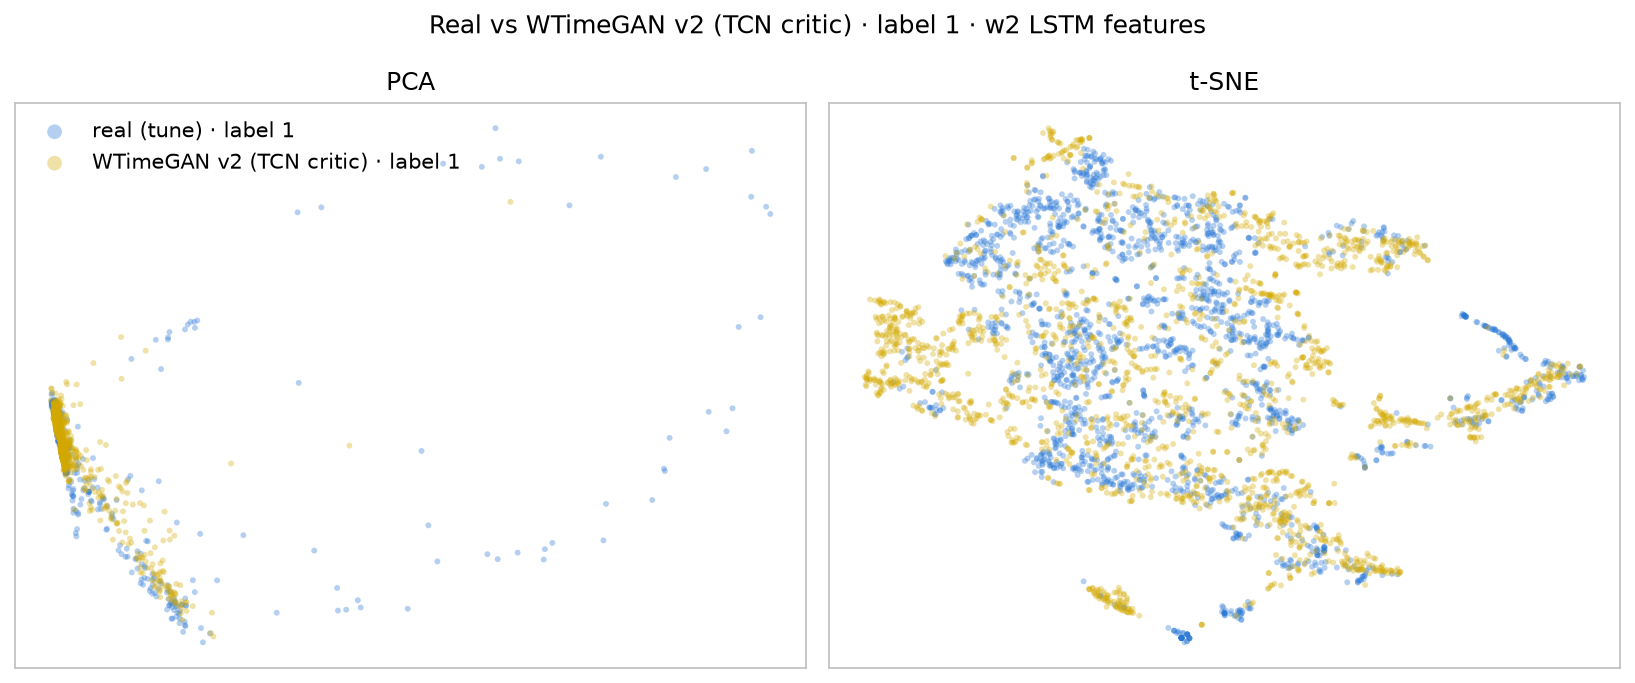 Real vs WTimeGAN v2 (TCN critic) · label 1 · w2 LSTM features
PCA
t-SNE
real (tune) · label 1
WTimeGAN v2 (TCN critic) · label 1